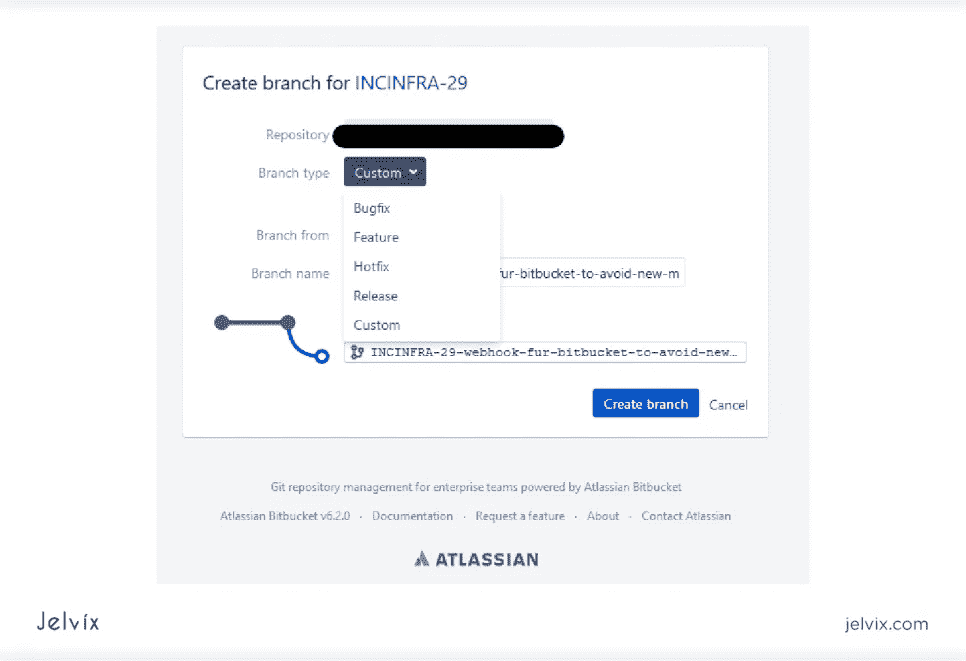 Create branch for INCINFRA-29
Repository
Branch type
Custom
Bugfix
Feature
Hotfix
Release
Custom
Branch from
Branch name
fur-bitbucket-to-avoid-new-m
INCINFRA-29-webhook-fur-bitbucket-to-avoid-new…
Create branch
Cancel
Git repository management for enterprise teams powered by Atlassian Bitbucket
Atlassian Bitbucket v6.2.0 · Documentation · Request a feature · About · Contact Atlassian
ATLASSIAN
Jelvix
jelvix.com